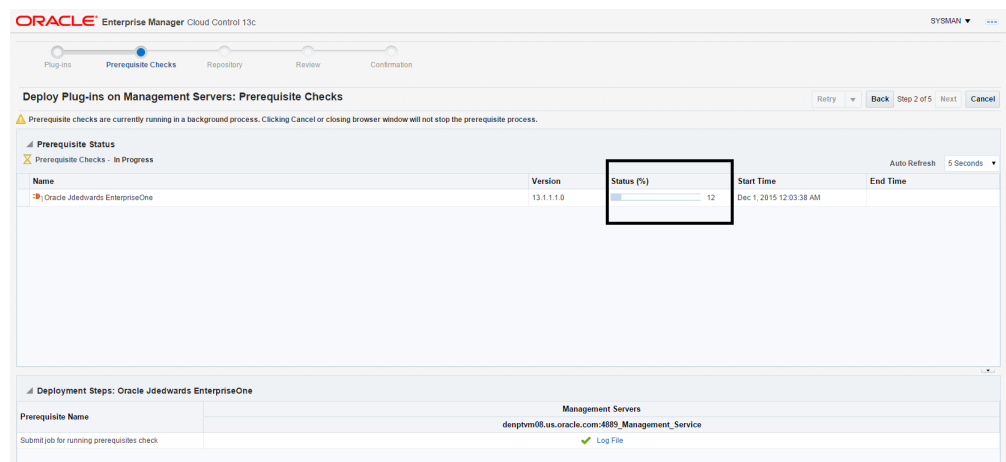 ORACLE Enterprise Manager Cloud Control 13c SYSMAN
Plug-ins Prerequisite Checks Repository Review Confirmation
Deploy Plug-ins on Management Servers: Prerequisite Checks Retry Back Step 2 of 5 Next Cancel
Prerequisite checks are currently running in a background process. Clicking Cancel or closing browser window will not stop the prerequisite process.
Prerequisite Status
Prerequisite Checks - In Progress Auto Refresh 5 Seconds
Name Version Status (%) Start Time End Time
Oracle Jdedwards EnterpriseOne 13.1.1.1.0 12 Dec 1, 2015 12:03:38 AM
Deployment Steps: Oracle Jdedwards EnterpriseOne
Prerequisite Name Management Servers
denptvm08.us.oracle.com:4889_Management_Service
Submit job for running prerequisites check Log File